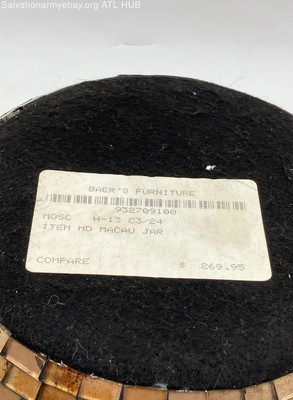 Salvationarmyebay.org ATL HUB
BAER'S FURNITURE
932709100
MOSC H-13 C3/24
ITEM MD MACAU JAR
COMPARE $ 269.95